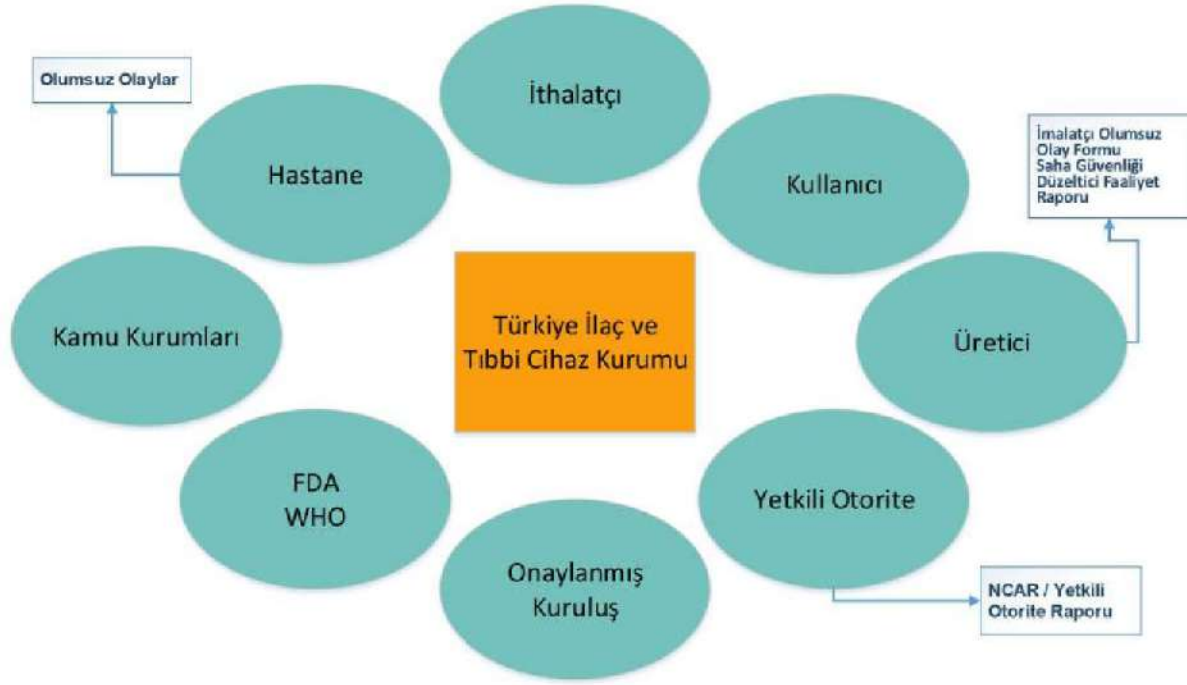 Olumsuz Olaylar
İthalatçı
Hastane
Kullanıcı
İmalatçı Olumsuz
Olay Formu
Saha Güvenliği
Düzeltici Faaliyet
Raporu
Kamu Kurumları
Türkiye İlaç ve
Tıbbi Cihaz Kurumu
Üretici
FDA
WHO
Yetkili Otorite
Onaylanmış
Kuruluş
NCAR / Yetkili
Otorite Raporu